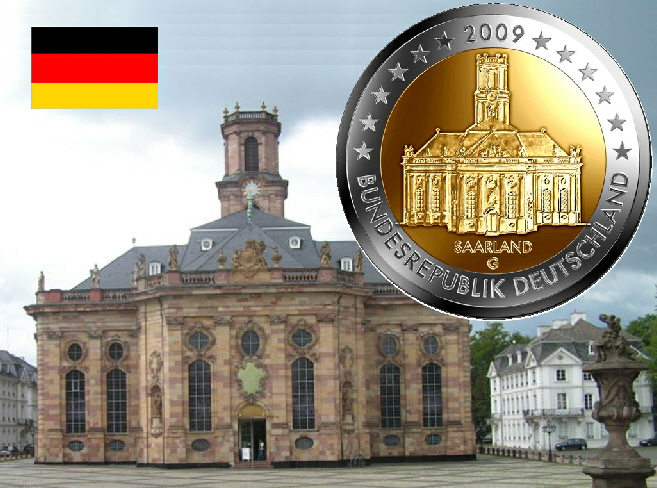 2009
SAARLAND
G
BUNDESREPUBLIK DEUTSCHLAND